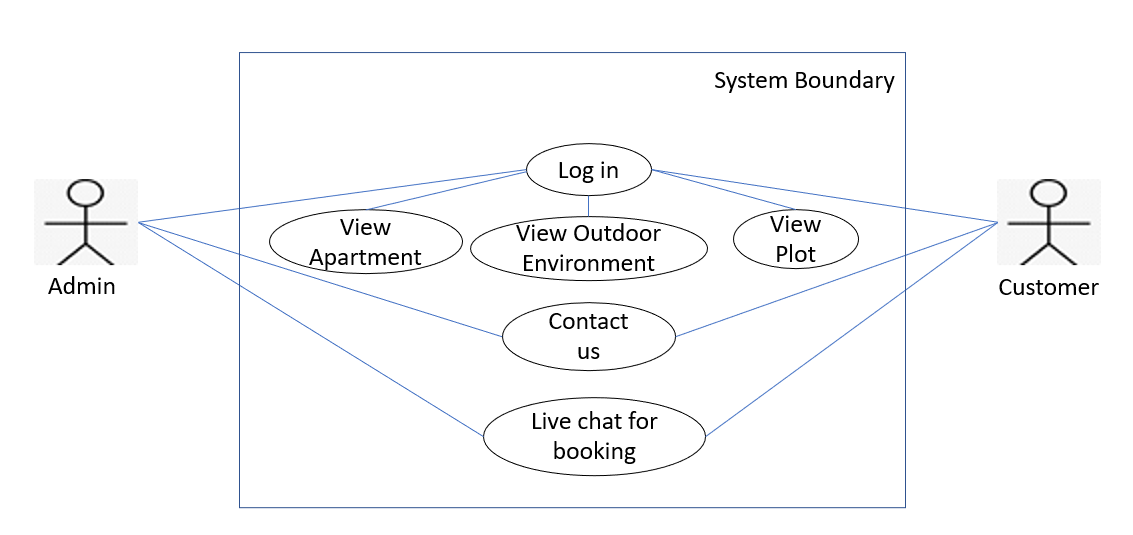 System Boundary
Log in
View
Apartment
View Outdoor
Environment
View
Plot
Admin
Customer
Contact
us
Live chat for
booking